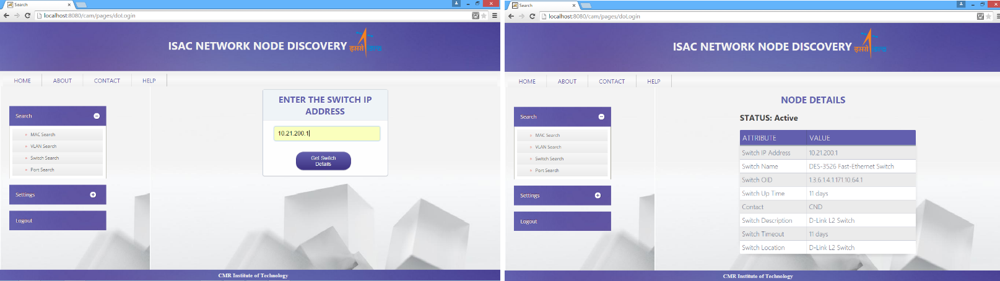 Search
localhost:8080/cam/pages/doLogin
ISAC NETWORK NODE DISCOVERY इसरो isro
HOME ABOUT CONTACT HELP
Search
MAC Search
VLAN Search
Switch Search
Port Search
Settings
Logout
ENTER THE SWITCH IP
ADDRESS
10.21.200.1
Get Switch
Details
CMR Institute of Technology
Search
localhost:8080/cam/pages/doLogin
ISAC NETWORK NODE DISCOVERY इसरो isro
HOME ABOUT CONTACT HELP
Search
MAC Search
VLAN Search
Switch Search
Port Search
Settings
Logout
NODE DETAILS
STATUS: Active
ATTRIBUTE VALUE
Switch IP Address 10.21.200.1
Switch Name DES-3526 Fast-Ethernet Switch
Switch OID 1.3.6.1.4.1.171.10.64.1
Switch Up Time 11 days
Contact CND
Switch Description D-Link L2 Switch
Switch Timeout 11 days
Switch Location D-Link L2 Switch
CMR Institute of Technology